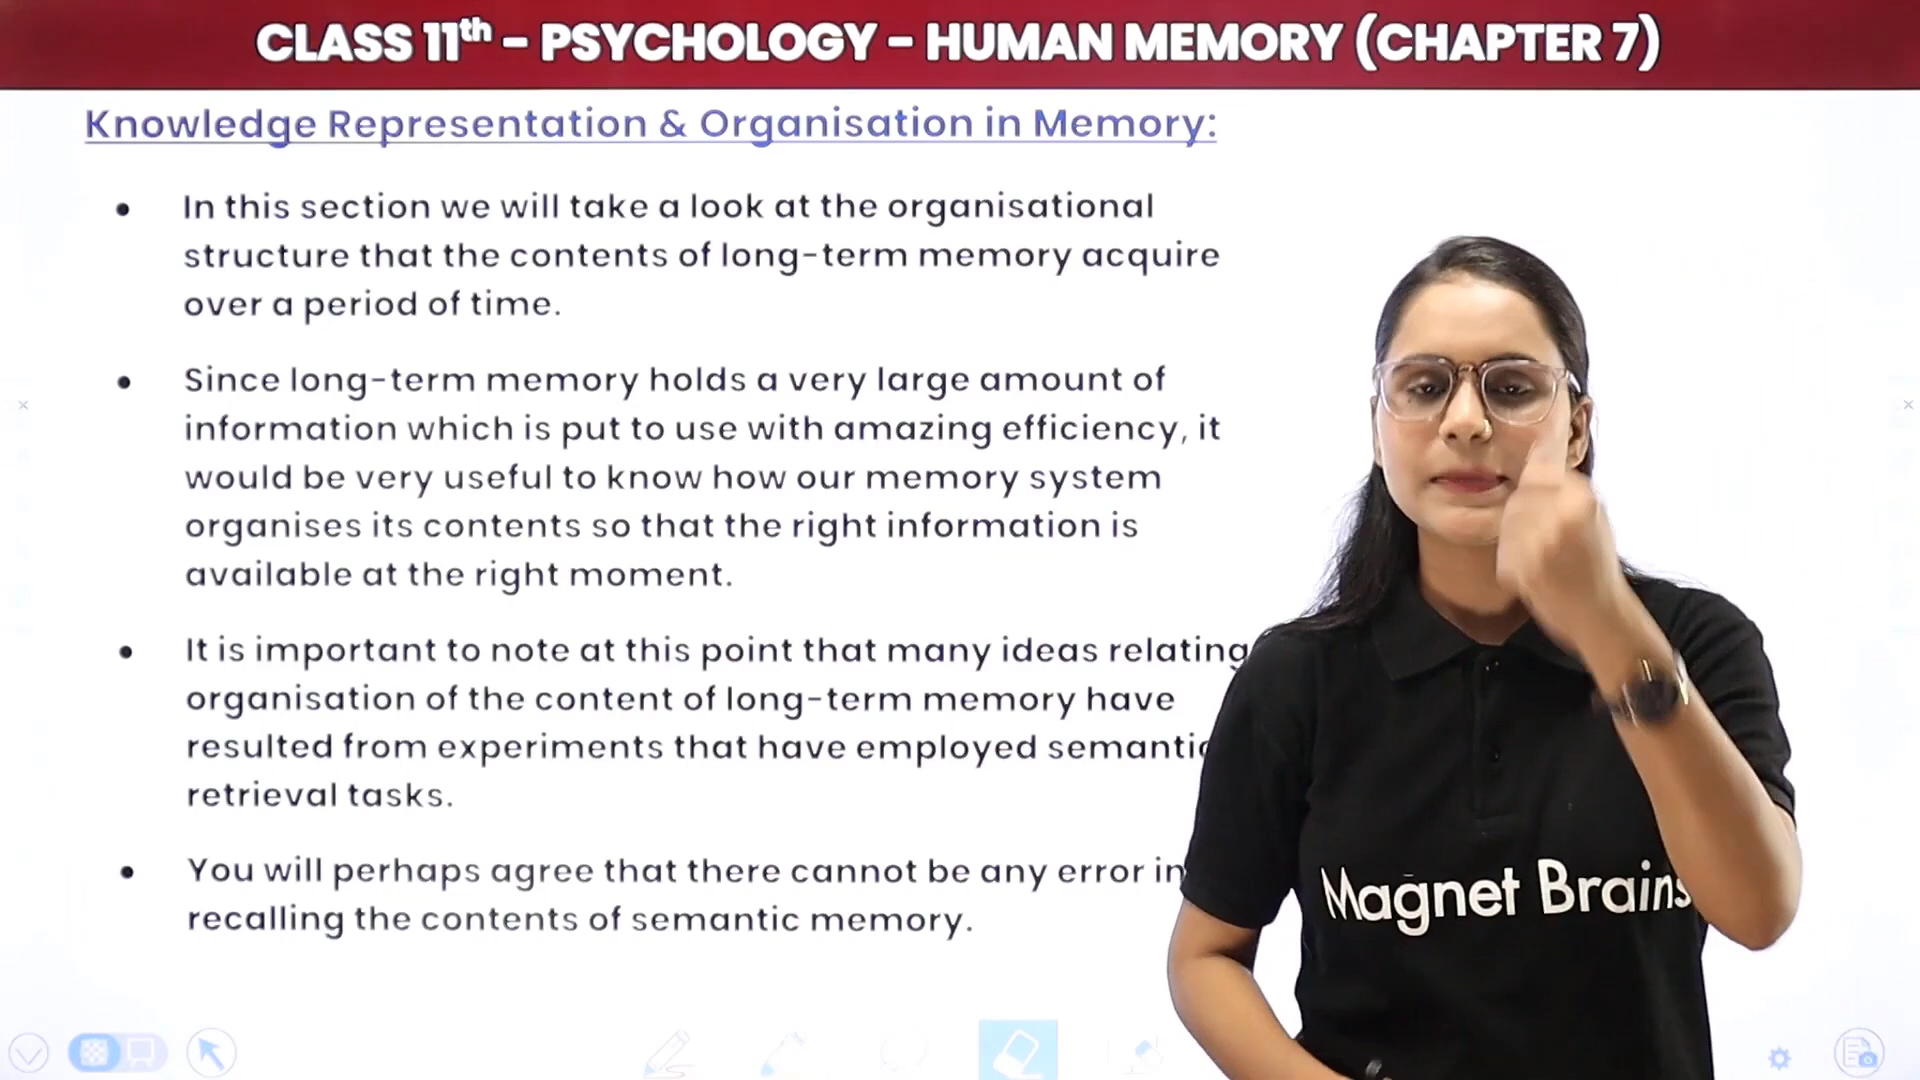 CLASS 11th - PSYCHOLOGY - HUMAN MEMORY (CHAPTER 7)
Knowledge Representation & Organisation in Memory:
• In this section we will take a look at the organisational
structure that the contents of long-term memory acquire
over a period of time.
• Since long-term memory holds a very large amount of
information which is put to use with amazing efficiency, it
would be very useful to know how our memory system
organises its contents so that the right information is
available at the right moment.
• It is important to note at this point that many ideas relating
organisation of the content of long-term memory have
resulted from experiments that have employed semantic
retrieval tasks.
• You will perhaps agree that there cannot be any error in
recalling the contents of semantic memory.
Magnet Brains